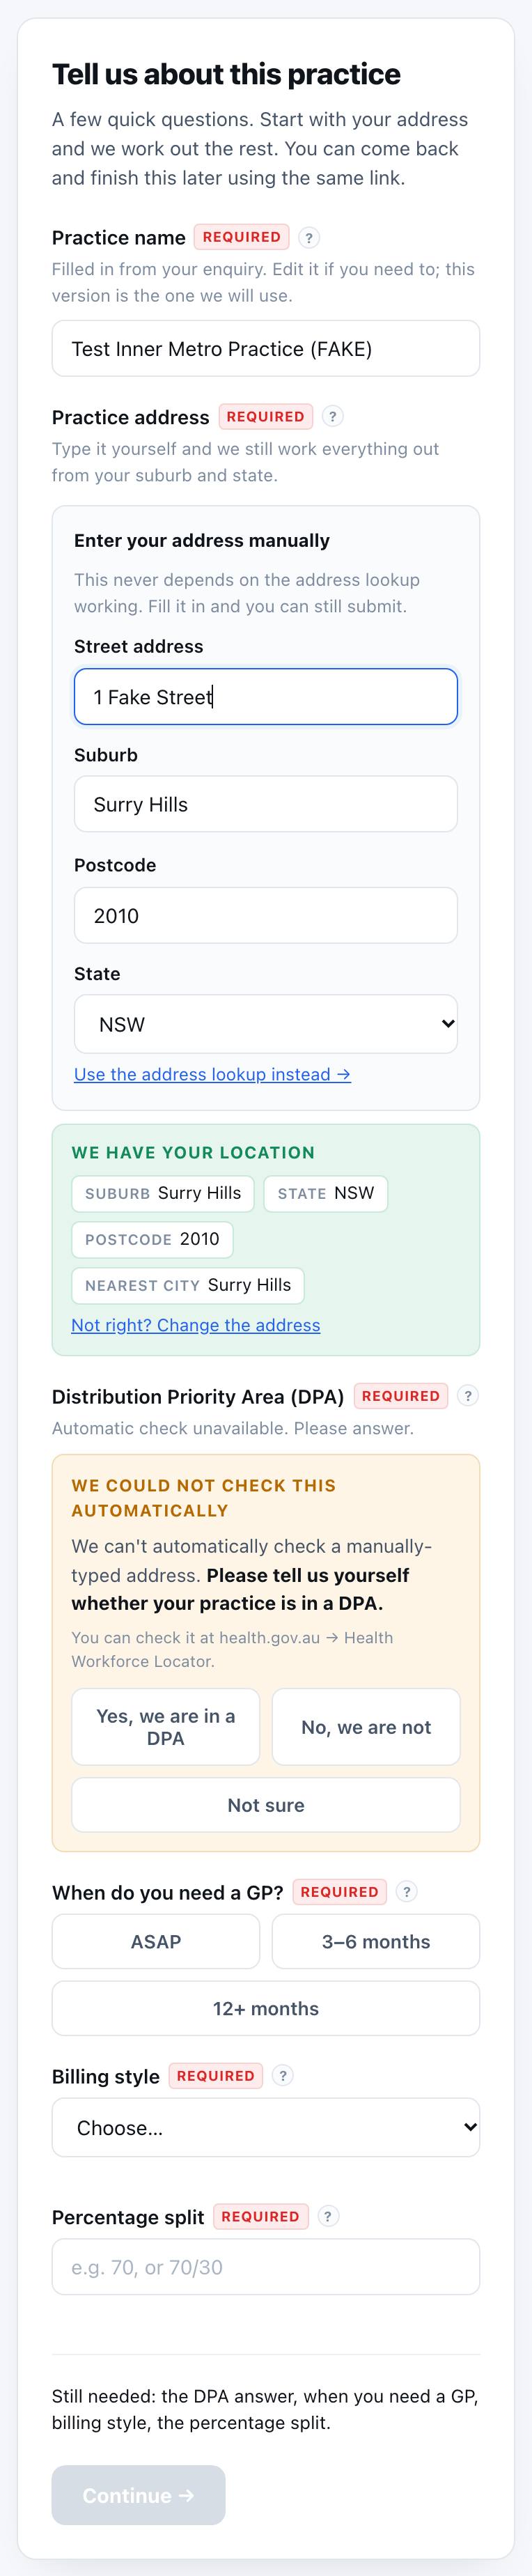 Tell us about this practice
A few quick questions. Start with your address
and we work out the rest. You can come back
and finish this later using the same link.
Practice name REQUIRED ?
Filled in from your enquiry. Edit it if you need to; this
version is the one we will use.
Test Inner Metro Practice (FAKE)
Practice address REQUIRED ?
Type it yourself and we still work everything out
from your suburb and state.
Enter your address manually
This never depends on the address lookup
working. Fill it in and you can still submit.
Street address
1 Fake Street
Suburb
Surry Hills
Postcode
2010
State
NSW
Use the address lookup instead →
WE HAVE YOUR LOCATION
SUBURB Surry Hills STATE NSW
POSTCODE 2010
NEAREST CITY Surry Hills
Not right? Change the address
Distribution Priority Area (DPA) REQUIRED ?
Automatic check unavailable. Please answer.
WE COULD NOT CHECK THIS
AUTOMATICALLY
We can't automatically check a manually-
typed address. Please tell us yourself
whether your practice is in a DPA.
You can check it at health.gov.au → Health
Workforce Locator.
Yes, we are in a
DPA
No, we are not
Not sure
When do you need a GP? REQUIRED ?
ASAP 3–6 months
12+ months
Billing style REQUIRED ?
Choose...
Percentage split REQUIRED ?
e.g. 70, or 70/30
Still needed: the DPA answer, when you need a GP,
billing style, the percentage split.
Continue →